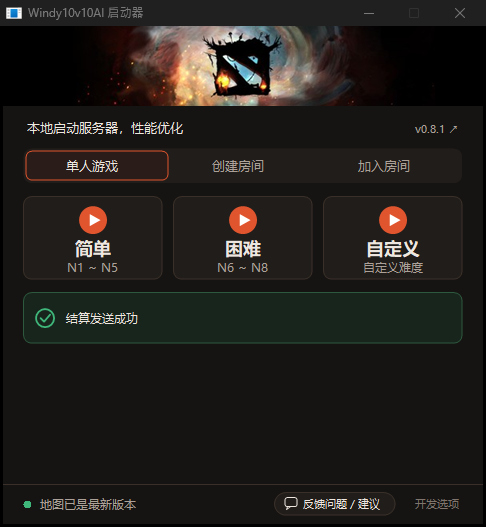 Windy10v10AI 启动器
本地启动服务器，性能优化
v0.8.1 ↗
单人游戏
创建房间
加入房间
简单
N1 ~ N5
困难
N6 ~ N8
自定义
自定义难度
结算发送成功
地图已是最新版本
反馈问题 / 建议
开发选项